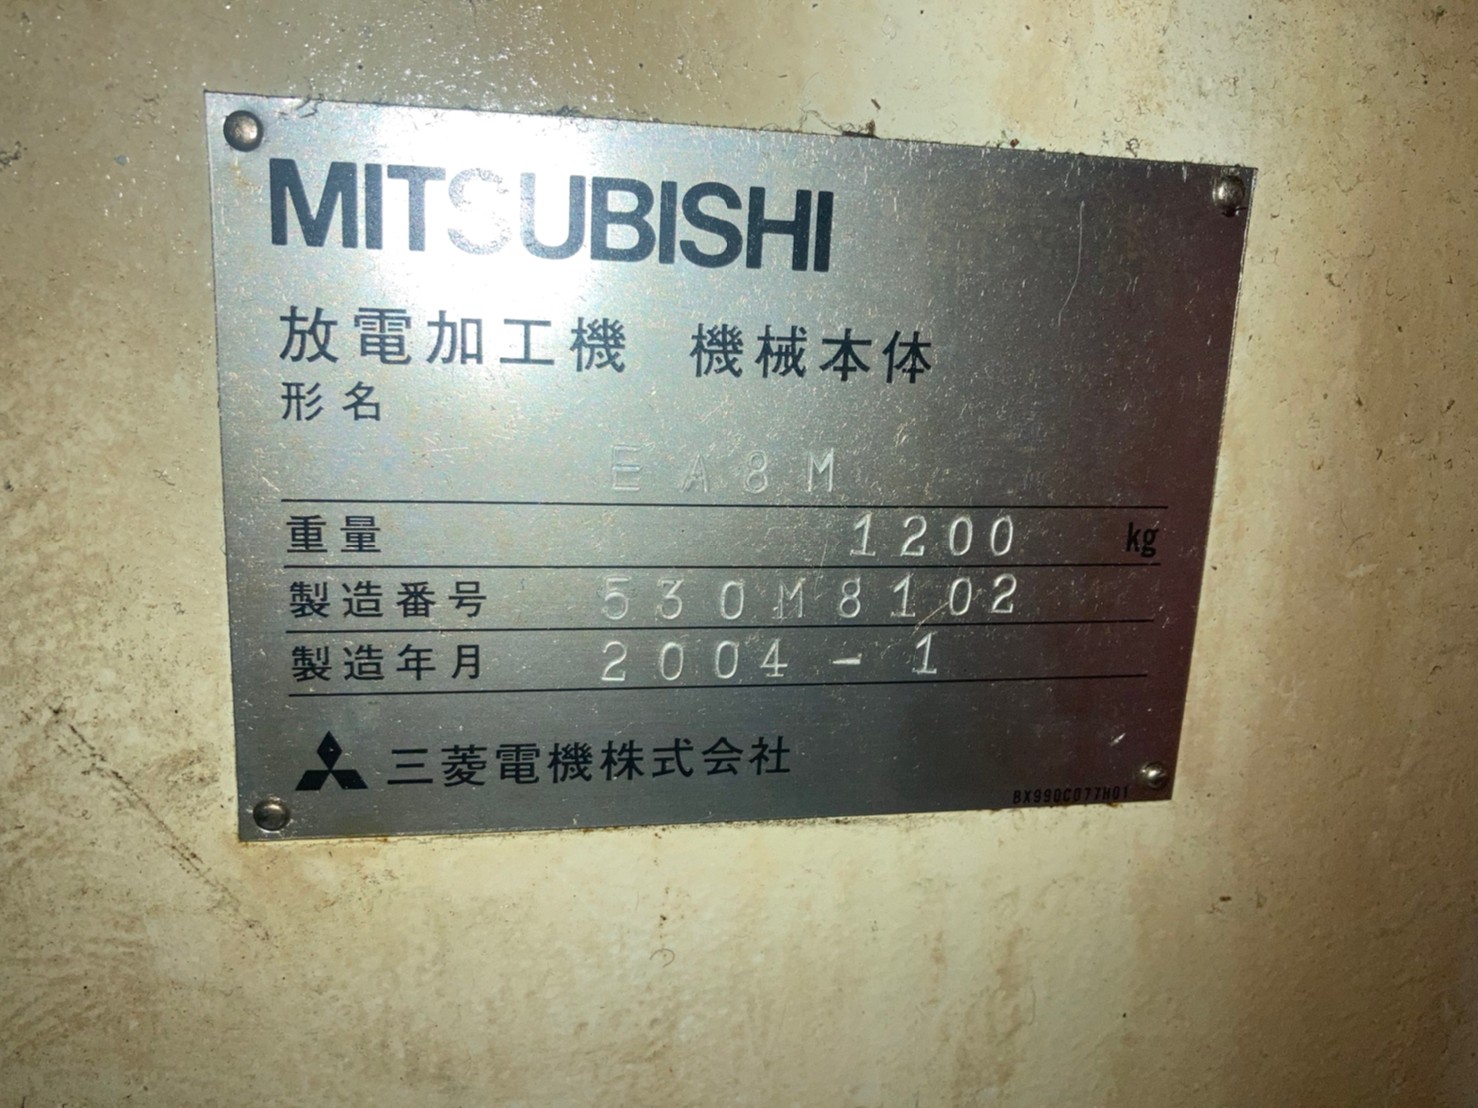 MITSUBISHI
放電加工機 機械本体
形名
EA8M
重量 1200 kg
製造番号 530M8102
製造年月 2004-1
三菱電機株式会社
BX990C077H01